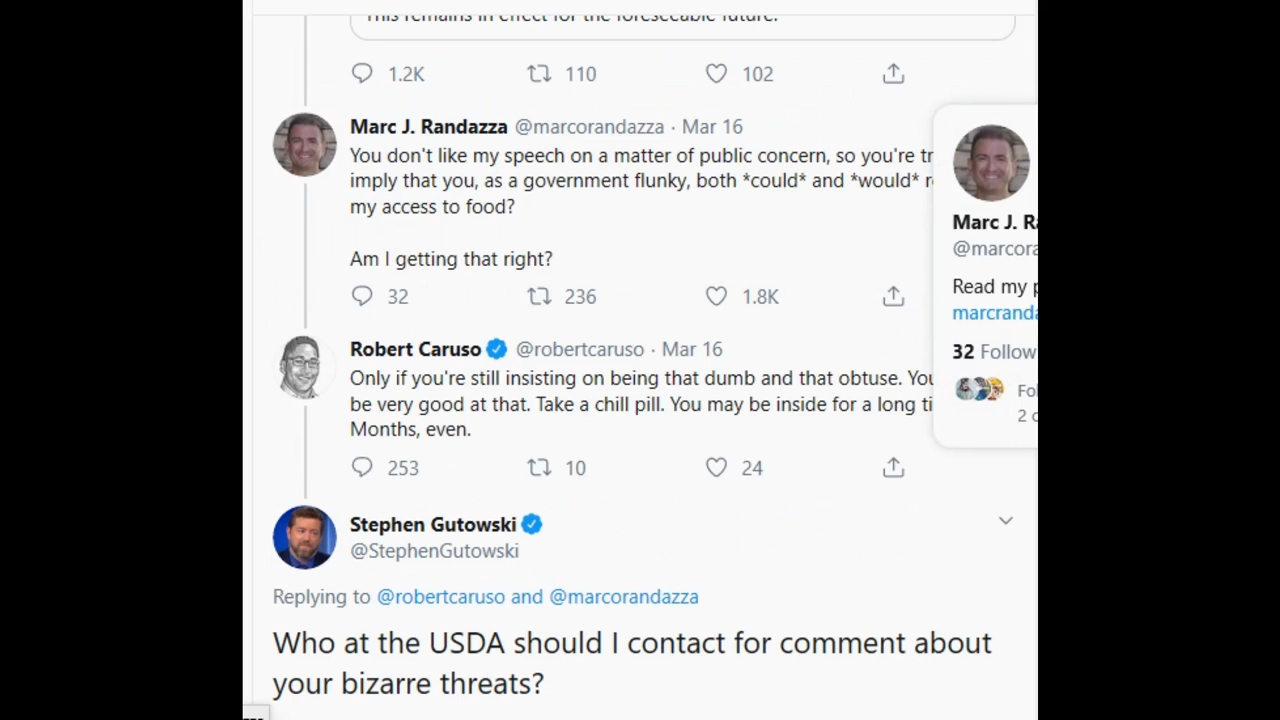 This remains in effect for the foreseeable future.
1.2K 110 102
Marc J. Randazza @marcorandazza · Mar 16
You don't like my speech on a matter of public concern, so you're tr
imply that you, as a government flunky, both *could* and *would* r
my access to food?
Am I getting that right?
32 236 1.8K
Robert Caruso @robertcaruso · Mar 16
Only if you're still insisting on being that dumb and that obtuse. You
be very good at that. Take a chill pill. You may be inside for a long ti
Months, even.
253 10 24
Stephen Gutowski
@StephenGutowski
Replying to @robertcaruso and @marcorandazza
Who at the USDA should I contact for comment about
your bizarre threats?
Marc J. Ra
@marcora
Read my p
marcranda
32 Follow
Fol
2 o